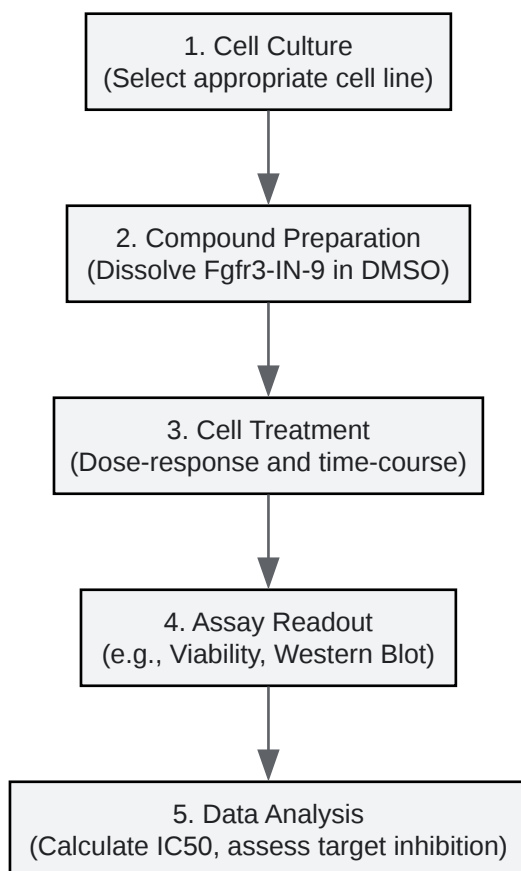 1. Cell Culture
(Select appropriate cell line)
2. Compound Preparation
(Dissolve Fgfr3-IN-9 in DMSO)
3. Cell Treatment
(Dose-response and time-course)
4. Assay Readout
(e.g., Viability, Western Blot)
5. Data Analysis
(Calculate IC50, assess target inhibition)